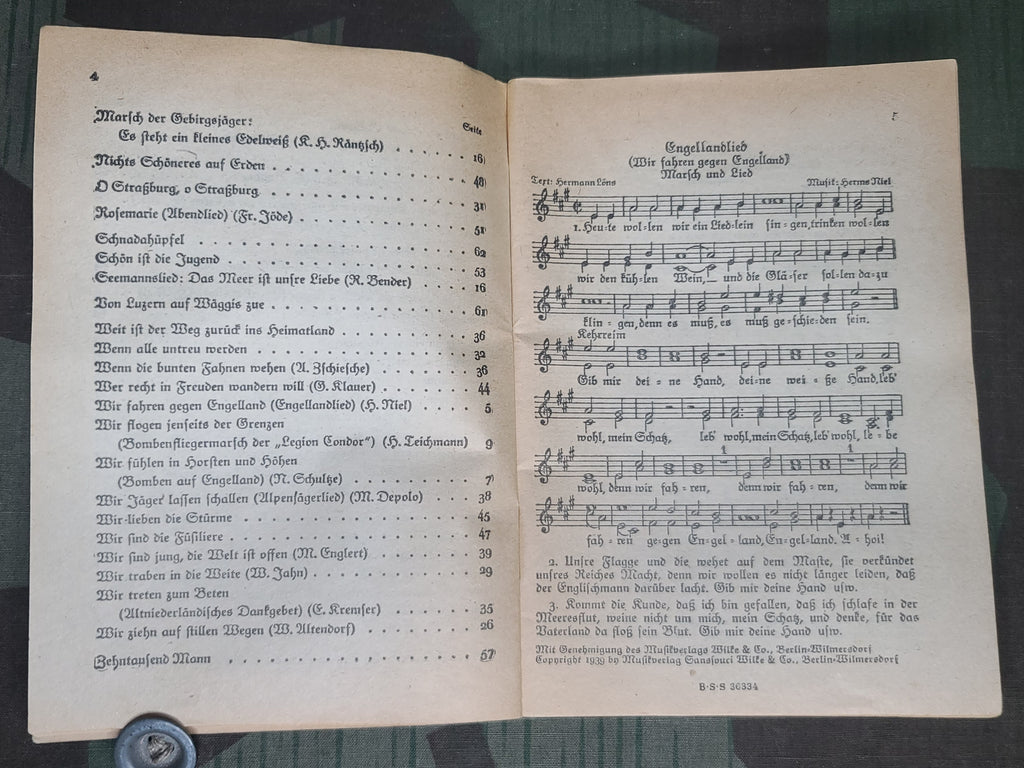 4
Seite
Marsch der Gebirgsjäger:
Es steht ein kleines Edelweiß (K. H. Räntzsch) . . . . . . 16
Nichts Schöneres auf Erden . . . . . . 48
O Straßburg, o Straßburg . . . . . . 31
Rosemarie (Abendlied) (Fr. Jöde) . . . . . . 51
Schnadahüpfel . . . . . . 62
Schön ist die Jugend . . . . . . 53
Seemannslied: Das Meer ist unsre Liebe (R. Bender) . . . . 16
Von Luzern auf Wäggis zue . . . . . . 61
Weit ist der Weg zurück ins Heimatland . . . . . . 36
Wenn alle untreu werden . . . . . . 32
Wenn die bunten Fahnen wehen (A. Zschiesche) . . . . . . 36
Wer recht in Freuden wandern will (G. Klauer) . . . . . . 44
Wir fahren gegen Engelland (Engellandlied) (H. Niel) . . . . 5
Wir flogen jenseits der Grenzen
(Bombenfliegermarsch der „Legion Condor") (H. Teichmann) 9
Wir fühlen in Horsten und Höhen
(Bomben auf Engelland) (N. Schultze) . . . . . . 7
Wir Jäger lassen schallen (Alpenjägerlied) (M. Depolo) . . . . 38
Wir lieben die Stürme . . . . . . 45
Wir sind die Füsiliere . . . . . . 47
Wir sind jung, die Welt ist offen (M. Englert) . . . . . . 39
Wir traben in die Weite (W. Jahn) . . . . . . 29
Wir treten zum Beten
(Altniederländisches Dankgebet) (E. Kremser) . . . . . . 35
Wir ziehn auf stillen Wegen (W. Altendorf) . . . . . . 26
Zehntausend Mann . . . . . . 57
5
Engellandlied
(Wir fahren gegen Engelland)
Marsch und Lied
Text: Hermann Löns Musik: Herms Niel
1. Heu=te wol=len wir ein Lied=lein sin=gen, trinken wol=len
wir den küh=len Wein, und die Glä=ser sol=len da=zu
klin=gen, denn es muß, es muß ge=schie=den sein.
Kehrreim
Gib mir dei=ne Hand, dei=ne wei=ße Hand, leb'
wohl, mein Schatz, leb' wohl, mein Schatz, leb' wohl, le=be
1 1
wohl, denn wir fah=ren, denn wir fah=ren, denn wir
fah=ren ge=gen En=gel=land, En=gel=land. A=hoi!
2. Unsre Flagge und die wehet auf dem Maste, sie verkündet
unsres Reiches Macht, denn wir wollen es nicht länger leiden, daß
der Englischmann darüber lacht. Gib mir deine Hand usw.
3. Kommt die Kunde, daß ich bin gefallen, daß ich schlafe in der
Meeresflut, weine nicht um mich, mein Schatz, und denke, für das
Vaterland da floß sein Blut. Gib mir deine Hand usw.
Mit Genehmigung des Musikverlags Wilke & Co., Berlin=Wilmersdorf
Copyright 1939 by Musikverlag Sanssouci Wilke & Co., Berlin=Wilmersdorf
B·S·S 36334